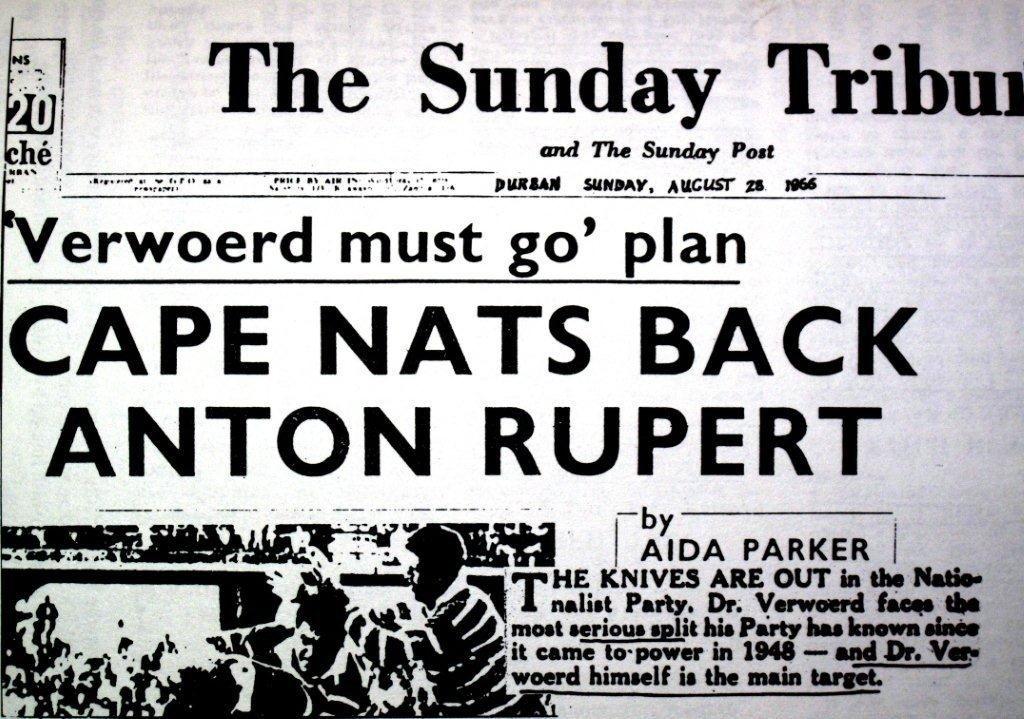 NS
20
ché
The Sunday Tribu
and The Sunday Post
DURBAN SUNDAY, AUGUST 28 1966
'Verwoerd must go' plan
CAPE NATS BACK
ANTON RUPERT
by
AIDA PARKER
THE KNIVES ARE OUT in the Natio-
nalist Party. Dr. Verwoerd faces the
most serious split his Party has known since
it came to power in 1948 — and Dr. Ver-
woerd himself is the main target.